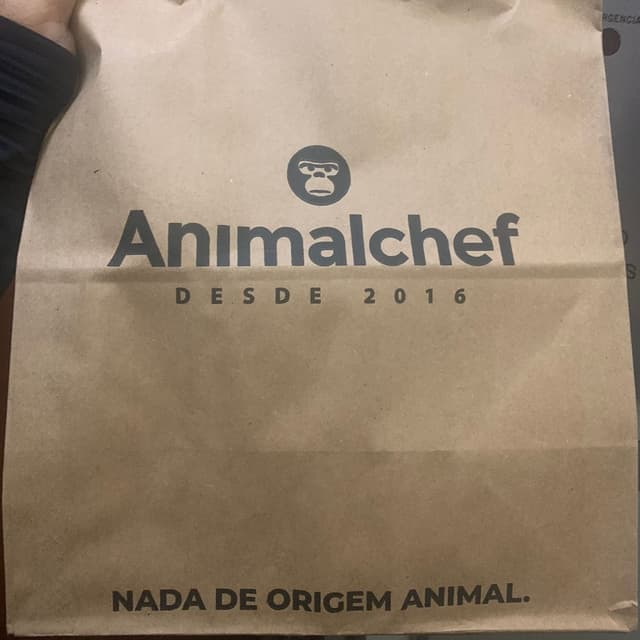 Animalchef
DESDE 2016
NADA DE ORIGEM ANIMAL.